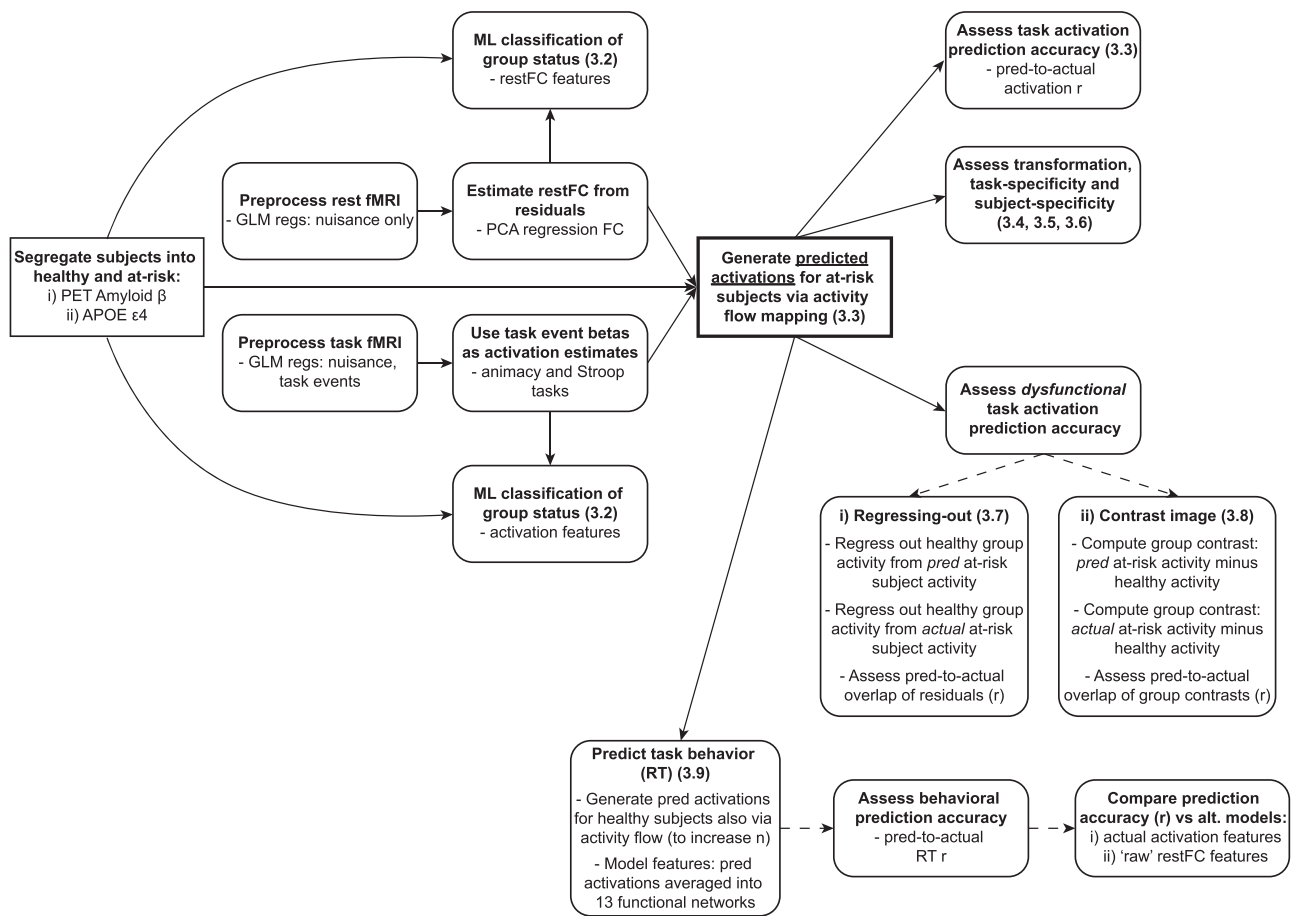 ML classification of
group status (3.2)
- restFC features
Assess task activation
prediction accuracy (3.3)
- pred-to-actual
activation r
Preprocess rest fMRI
- GLM regs: nuisance only
Estimate restFC from
residuals
- PCA regression FC
Assess transformation,
task-specificity and
subject-specificity
(3.4, 3.5, 3.6)
Segregate subjects into
healthy and at-risk:
i) PET Amyloid β
ii) APOE ε4
Generate predicted
activations for at-risk
subjects via activity
flow mapping (3.3)
Preprocess task fMRI
- GLM regs: nuisance,
task events
Use task event betas
as activation estimates
- animacy and Stroop
tasks
Assess dysfunctional
task activation
prediction accuracy
ML classification of
group status (3.2)
- activation features
i) Regressing-out (3.7)
- Regress out healthy group
activity from pred at-risk
subject activity
- Regress out healthy group
activity from actual at-risk
subject activity
- Assess pred-to-actual
overlap of residuals (r)
ii) Contrast image (3.8)
- Compute group contrast:
pred at-risk activity minus
healthy activity
- Compute group contrast:
actual at-risk activity minus
healthy activity
- Assess pred-to-actual
overlap of group contrasts (r)
Predict task behavior
(RT) (3.9)
- Generate pred activations
for healthy subjects also via
activity flow (to increase n)
- Model features: pred
activations averaged into
13 functional networks
Assess behavioral
prediction accuracy
- pred-to-actual
RT r
Compare prediction
accuracy (r) vs alt. models:
i) actual activation features
ii) ‘raw’ restFC features